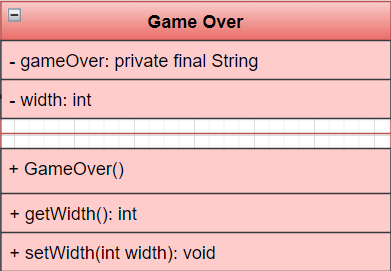 Game Over
- gameOver: private final String
- width: int
+ GameOver()
+ getWidth(): int
+ setWidth(int width): void